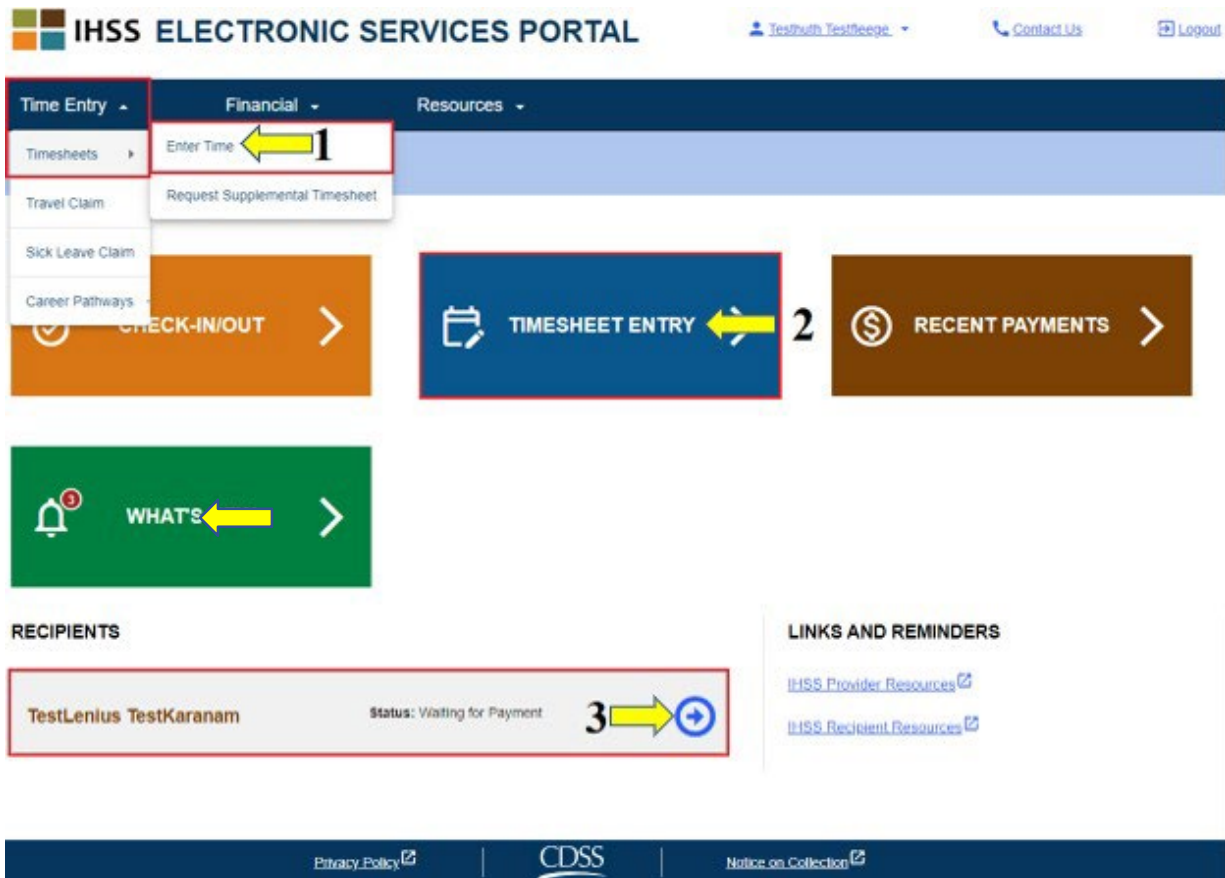 IHSS ELECTRONIC SERVICES PORTAL
Testhuth Testfleege
Contact Us
Logout
Time Entry
Financial
Resources
Timesheets
Enter Time
1
Travel Claim
Request Supplemental Timesheet
Sick Leave Claim
Career Pathways
CHECK-IN/OUT
TIMESHEET ENTRY
2
RECENT PAYMENTS
3
WHAT'S
RECIPIENTS
LINKS AND REMINDERS
TestLenius TestKaranam
Status: Waiting for Payment
3
IHSS Provider Resources
IHSS Recipient Resources
Privacy Policy
CDSS
Notice on Collection